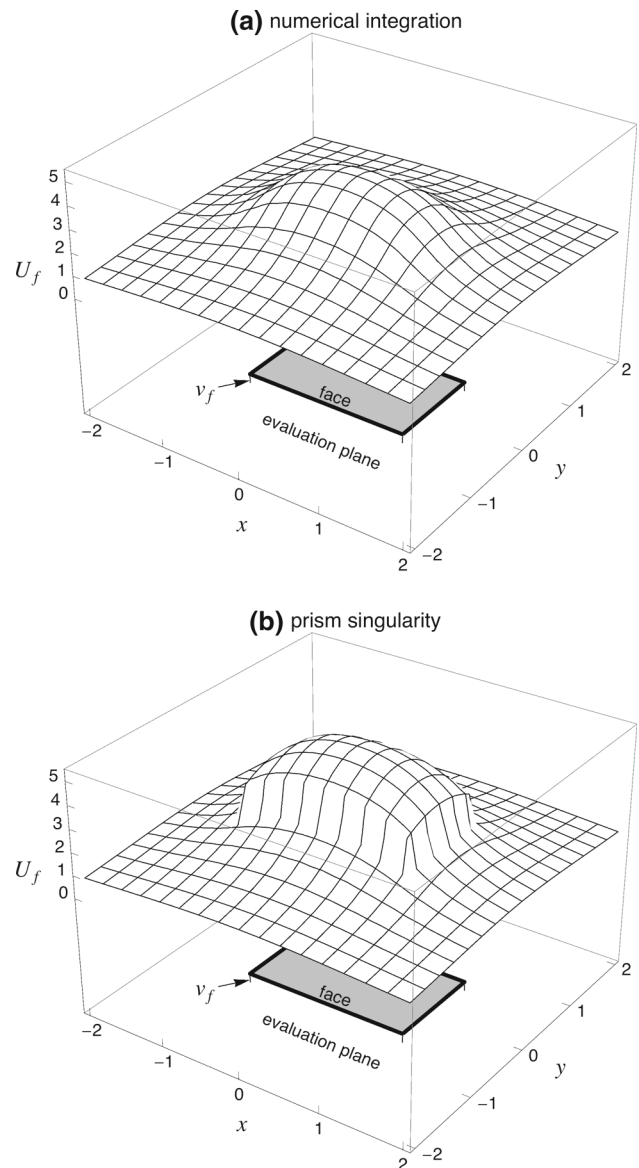 (a) numerical integration
5
4
3
2
1
0
U_f
v_f
face
evaluation plane
−2
−1
0
1
2
x
−2
−1
0
1
2
y
(b) prism singularity
5
4
3
2
1
0
U_f
v_f
face
evaluation plane
−2
−1
0
1
2
x
−2
−1
0
1
2
y